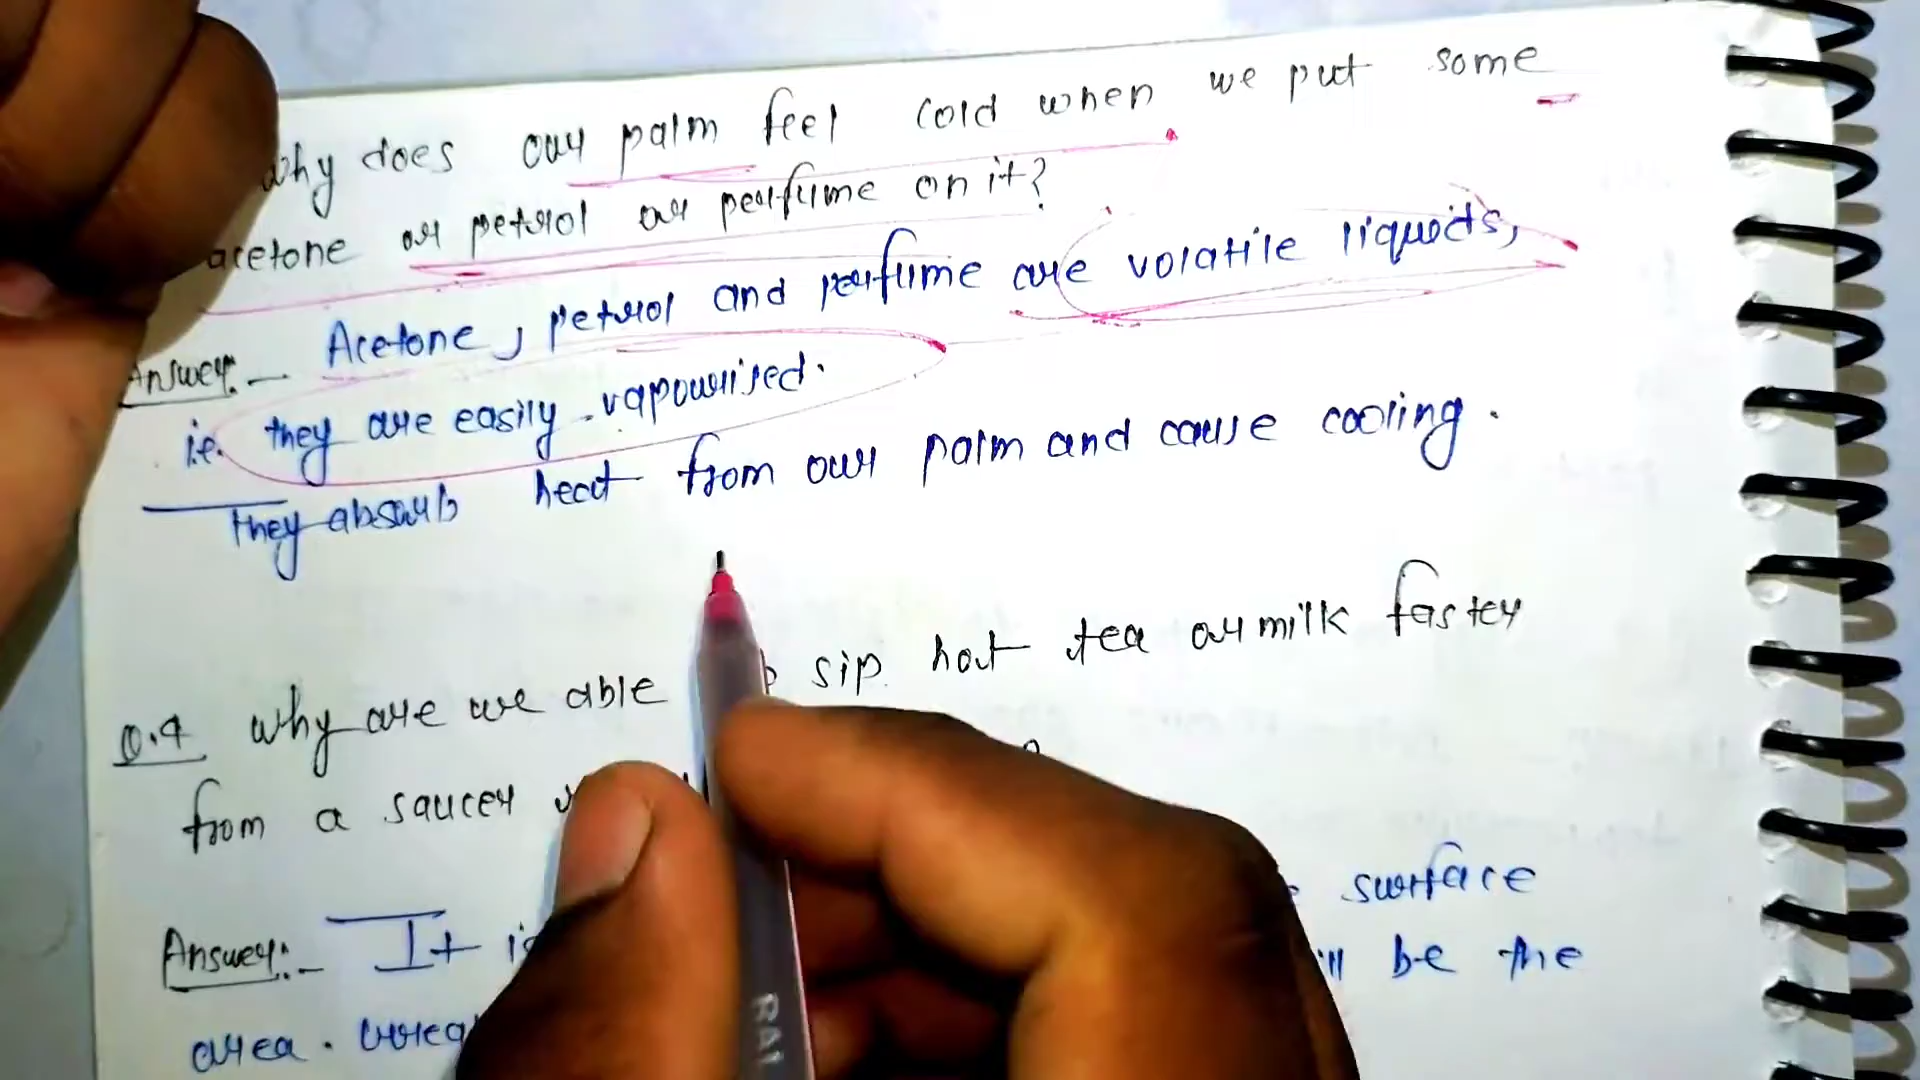 Why does our palm feel cold when we put some
acetone or petrol or perfume on it?
Answer:- Acetone, petrol and perfume are volatile liquids,
i.e. they are easily vapourised.
They absorb heat from our palm and cause cooling.
Q.4 Why are we able sip hot tea or milk faster
from a saucer
Answer:- It surface
area. be the
RA